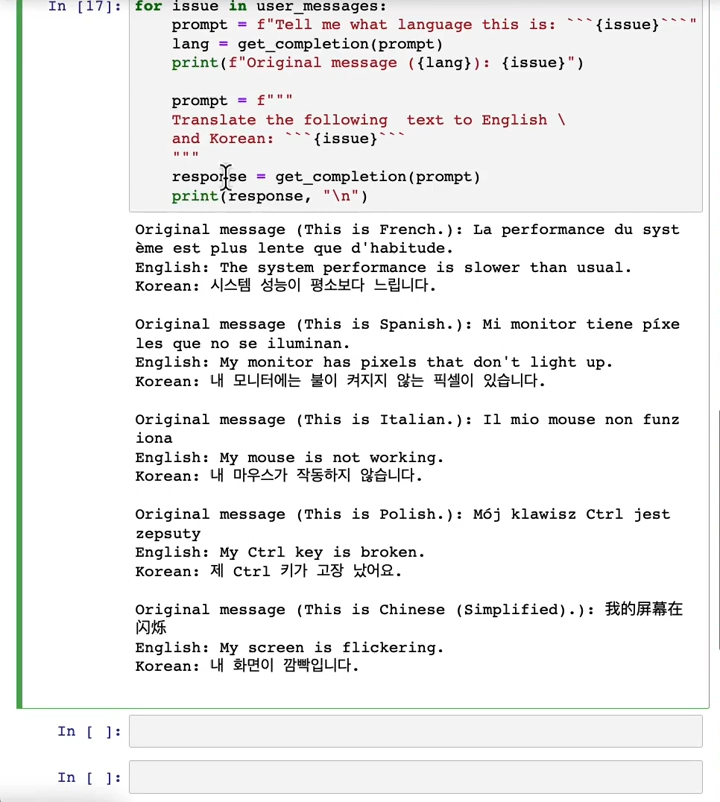 In [17]: for issue in user_messages:
prompt = f"Tell me what language this is: ```{issue}```"
lang = get_completion(prompt)
print(f"Original message ({lang}): {issue}")
prompt = f"""
Translate the following  text to English \
and Korean: ```{issue}```
"""
response = get_completion(prompt)
print(response, "\n")
Original message (This is French.): La performance du syst
ème est plus lente que d'habitude.
English: The system performance is slower than usual.
Korean: 시스템 성능이 평소보다 느립니다.
Original message (This is Spanish.): Mi monitor tiene píxe
les que no se iluminan.
English: My monitor has pixels that don't light up.
Korean: 내 모니터에는 불이 켜지지 않는 픽셀이 있습니다.
Original message (This is Italian.): Il mio mouse non funz
iona
English: My mouse is not working.
Korean: 내 마우스가 작동하지 않습니다.
Original message (This is Polish.): Mój klawisz Ctrl jest
zepsuty
English: My Ctrl key is broken.
Korean: 제 Ctrl 키가 고장 났어요.
Original message (This is Chinese (Simplified).): 我的屏幕在
闪烁
English: My screen is flickering.
Korean: 내 화면이 깜빡입니다.
In [ ]:
In [ ]: